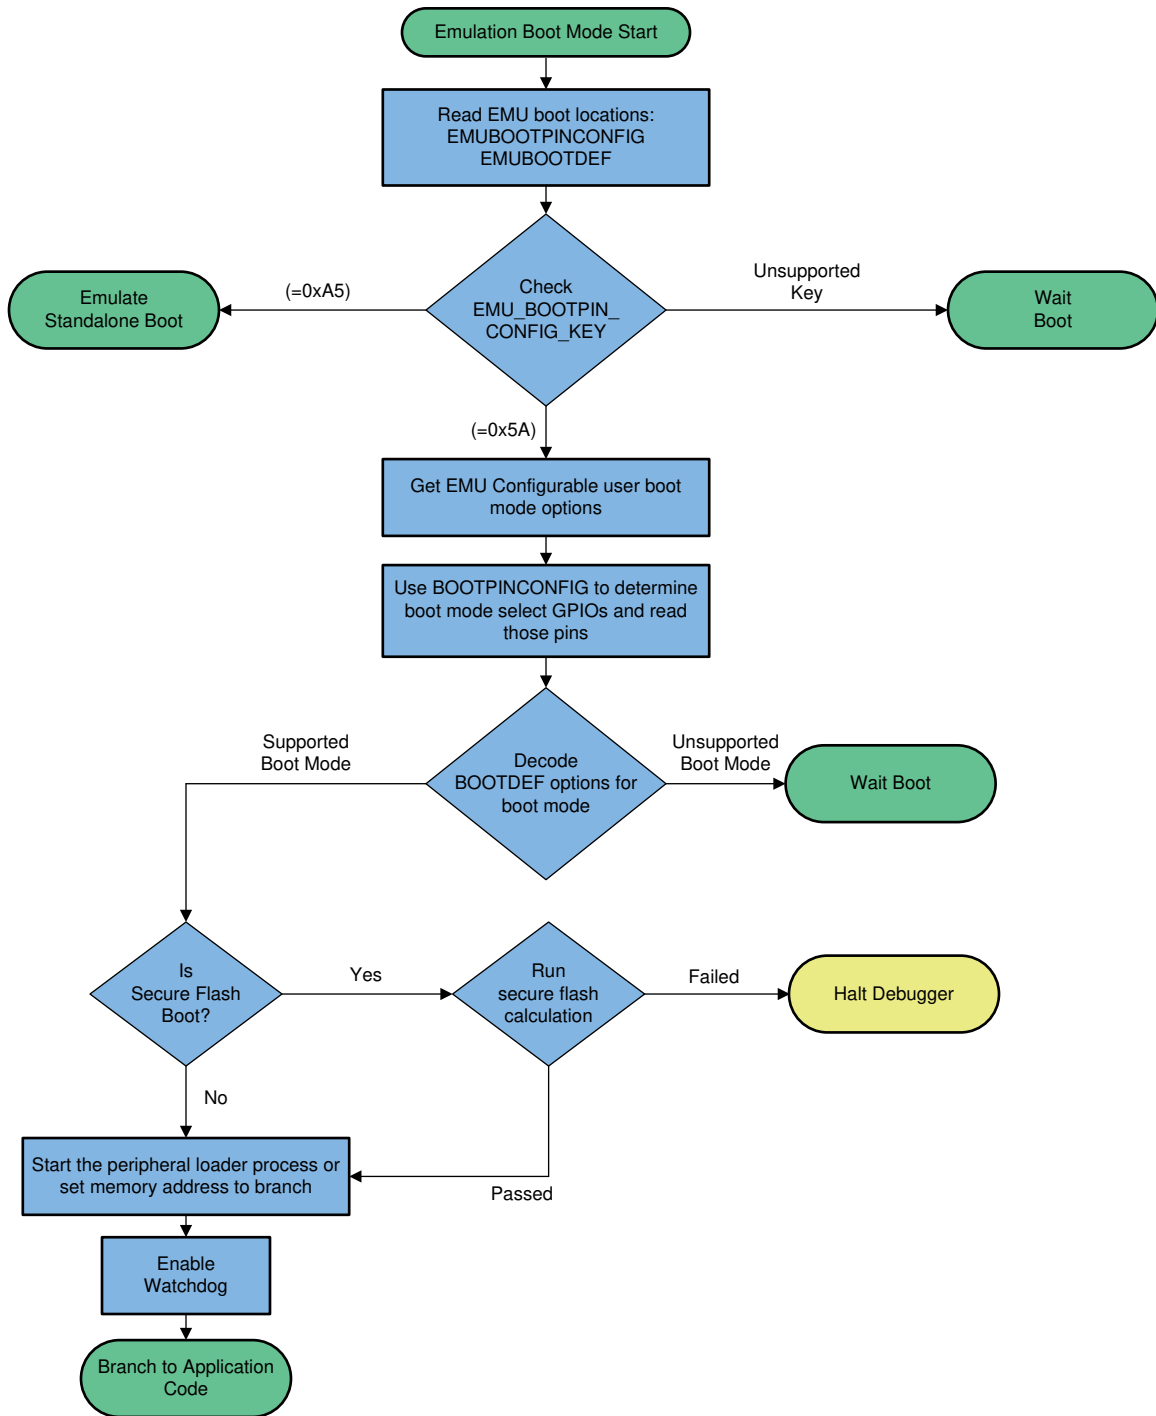 Emulation Boot Mode Start
Read EMU boot locations:
EMUBOOTPINCONFIG
EMUBOOTDEF
(=0xA5)
Unsupported
Key
Emulate
Standalone Boot
Check
EMU_BOOTPIN_
CONFIG_KEY
Wait
Boot
(=0x5A)
Get EMU Configurable user boot
mode options
Use BOOTPINCONFIG to determine
boot mode select GPIOs and read
those pins
Supported
Boot Mode
Decode
BOOTDEF options for
boot mode
Unsupported
Boot Mode
Wait Boot
Is
Secure Flash
Boot?
Yes
Run
secure flash
calculation
Failed
Halt Debugger
No
Start the peripheral loader process or
set memory address to branch
Passed
Enable
Watchdog
Branch to Application
Code